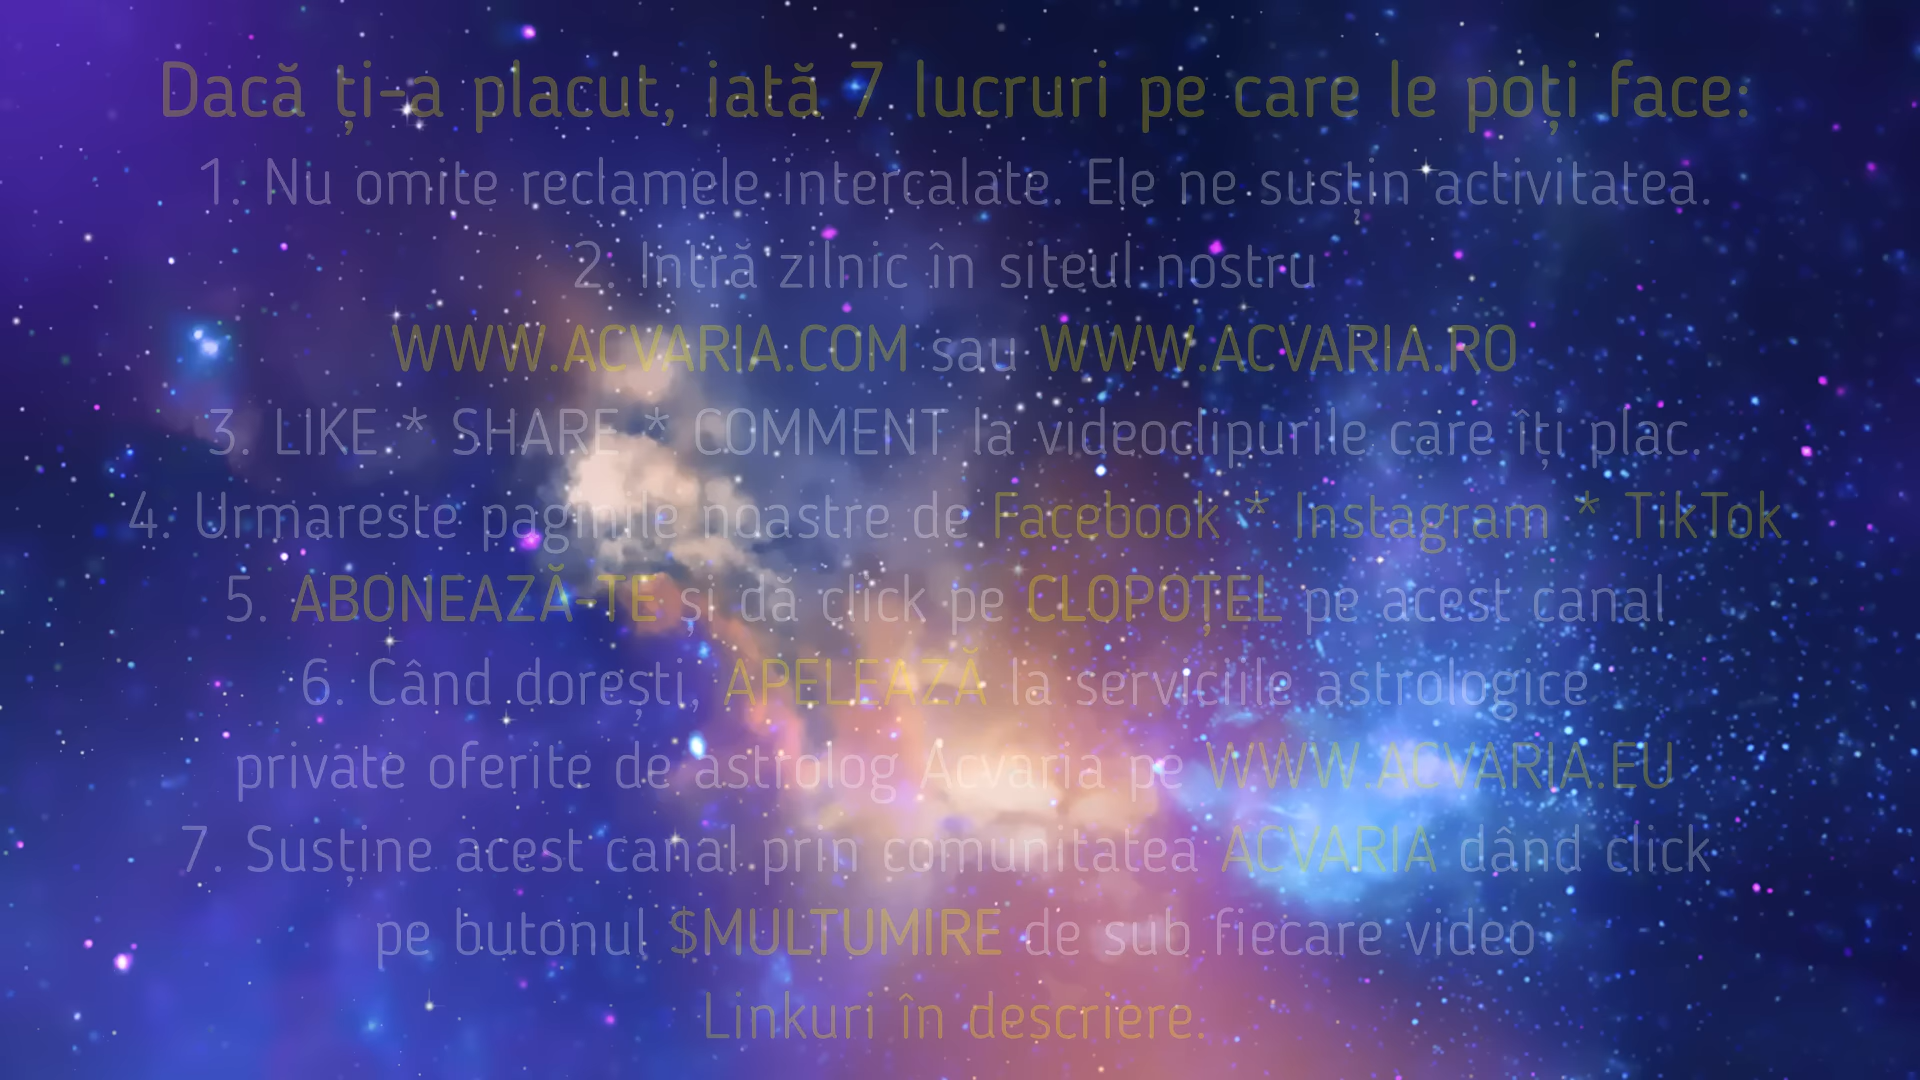 Dacă ți-a placut, iată 7 lucruri pe care le poți face:
1. Nu omite reclamele intercalate. Ele ne susțin activitatea.
2. Intră zilnic în siteul nostru
WWW.ACVARIA.COM sau WWW.ACVARIA.RO
3. LIKE * SHARE * COMMENT la videoclipurile care îți plac.
4. Urmareste paginile noastre de Facebook * Instagram * TikTok
5. ABONEAZĂ-TE și dă click pe CLOPOȚEL pe acest canal
6. Când dorești, APELEAZĂ la serviciile astrologice
private oferite de astrolog Acvaria pe WWW.ACVARIA.EU
7. Susține acest canal prin comunitatea ACVARIA dând click
pe butonul $MULTUMIRE de sub fiecare video
Linkuri în descriere.